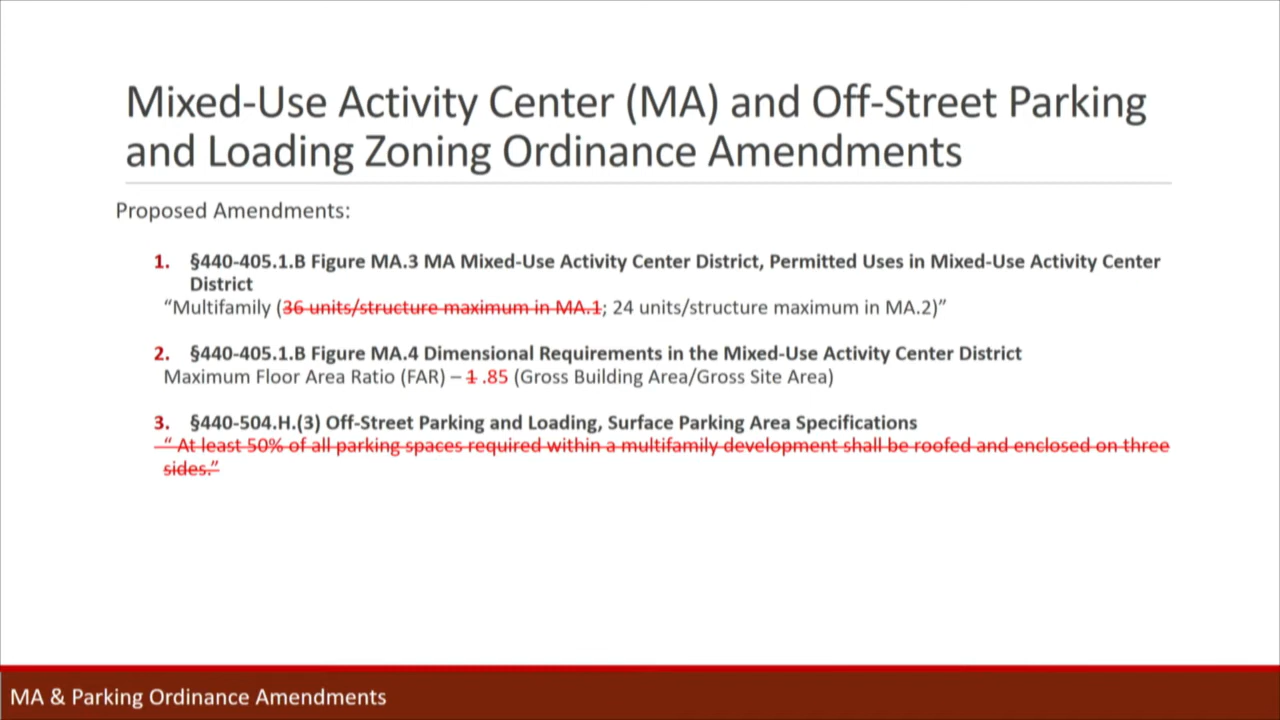 Mixed-Use Activity Center (MA) and Off-Street Parking
and Loading Zoning Ordinance Amendments
Proposed Amendments:
1. §440-405.1.B Figure MA.3 MA Mixed-Use Activity Center District, Permitted Uses in Mixed-Use Activity Center
District
“Multifamily (36 units/structure maximum in MA.1; 24 units/structure maximum in MA.2)”
2. §440-405.1.B Figure MA.4 Dimensional Requirements in the Mixed-Use Activity Center District
Maximum Floor Area Ratio (FAR) – 1 .85 (Gross Building Area/Gross Site Area)
3. §440-504.H.(3) Off-Street Parking and Loading, Surface Parking Area Specifications
“ At least 50% of all parking spaces required within a multifamily development shall be roofed and enclosed on three
sides.”
MA & Parking Ordinance Amendments